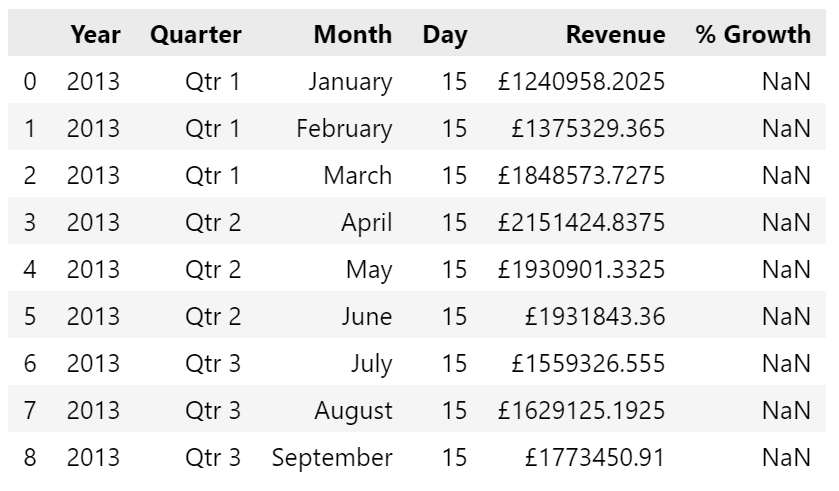 Year Quarter Month Day Revenue % Growth
0 2013 Qtr 1 January 15 £1240958.2025 NaN
1 2013 Qtr 1 February 15 £1375329.365 NaN
2 2013 Qtr 1 March 15 £1848573.7275 NaN
3 2013 Qtr 2 April 15 £2151424.8375 NaN
4 2013 Qtr 2 May 15 £1930901.3325 NaN
5 2013 Qtr 2 June 15 £1931843.36 NaN
6 2013 Qtr 3 July 15 £1559326.555 NaN
7 2013 Qtr 3 August 15 £1629125.1925 NaN
8 2013 Qtr 3 September 15 £1773450.91 NaN